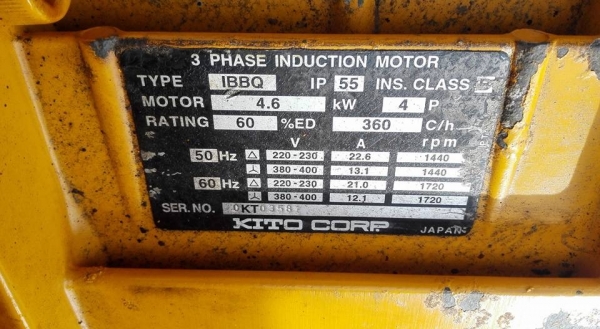 3 PHASE INDUCTION MOTOR
TYPE IBBQ IP 55 INS. CLASS
MOTOR 4.6 kW 4 P
RATING 60 %ED 360 C/h
V A rpm
50 Hz △ 220-230 22.6 1440
380-400 13.1 1440
60 Hz △ 220-230 21.0 1720
380-400 12.1 1720
SER. NO.
KITO CORP. JAPAN